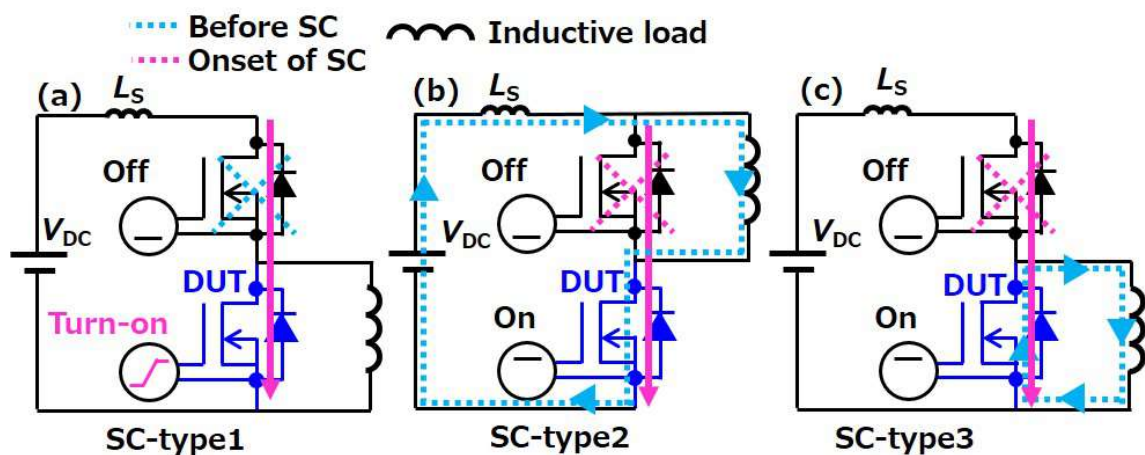 Before SC
Inductive load
Onset of SC
(a)
LS
Off
VDC
DUT
Turn-on
SC-type1
(b)
LS
Off
VDC
DUT
On
SC-type2
(c)
LS
Off
VDC
DUT
On
SC-type3